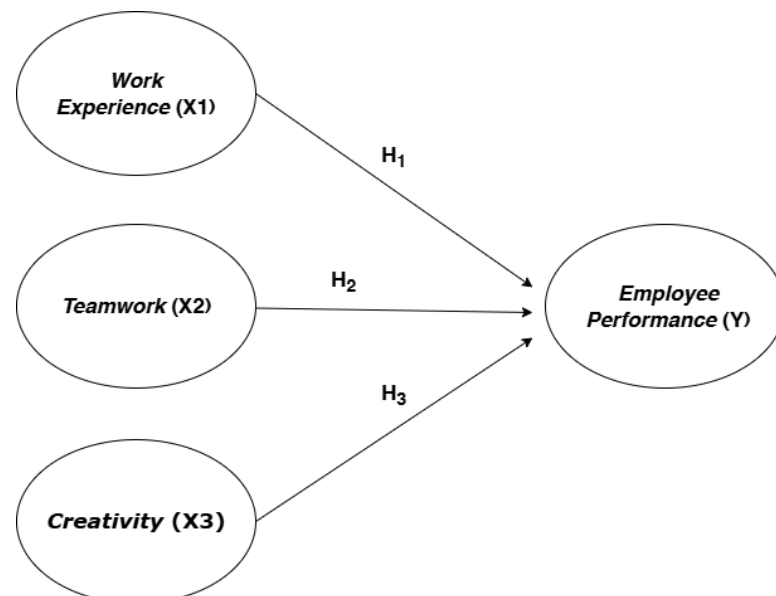 Work
Experience (X1)
H₁
Teamwork (X2)
H₂
Employee
Performance (Y)
H₃
Creativity (X3)